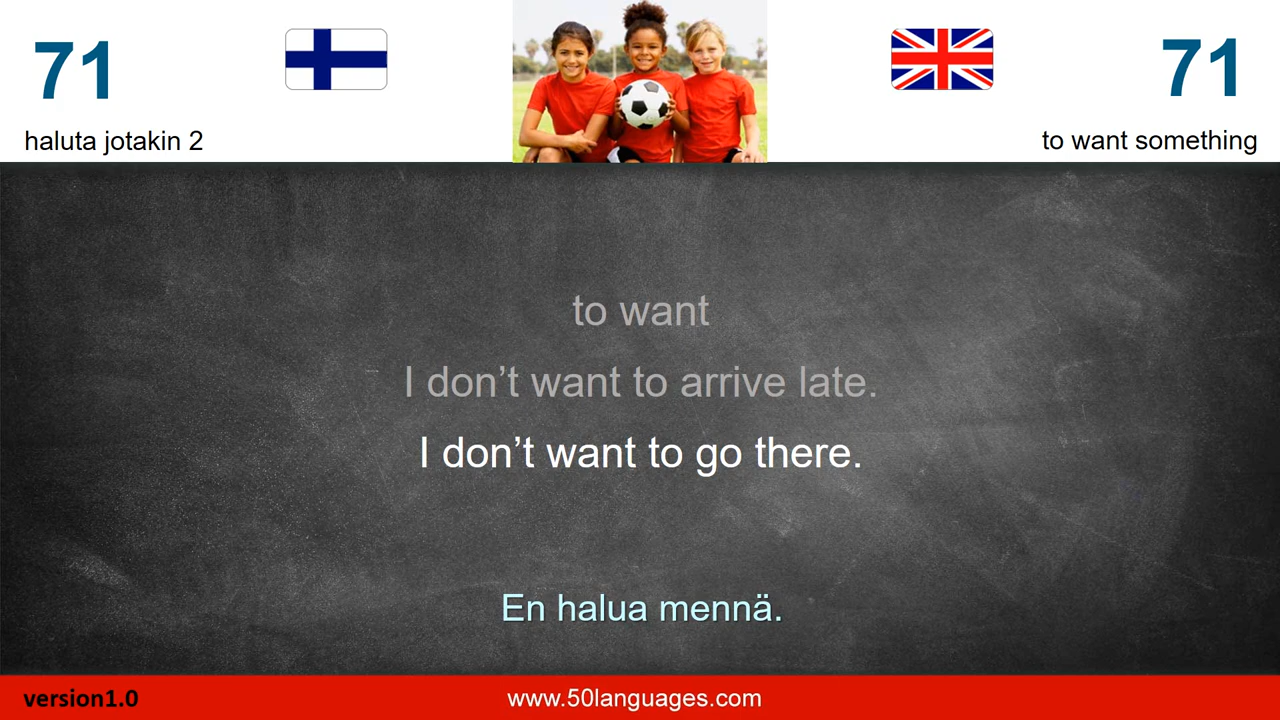 71
71
haluta jotakin 2
to want something
to want
I don’t want to arrive late.
I don’t want to go there.
En halua mennä.
version1.0
www.50languages.com